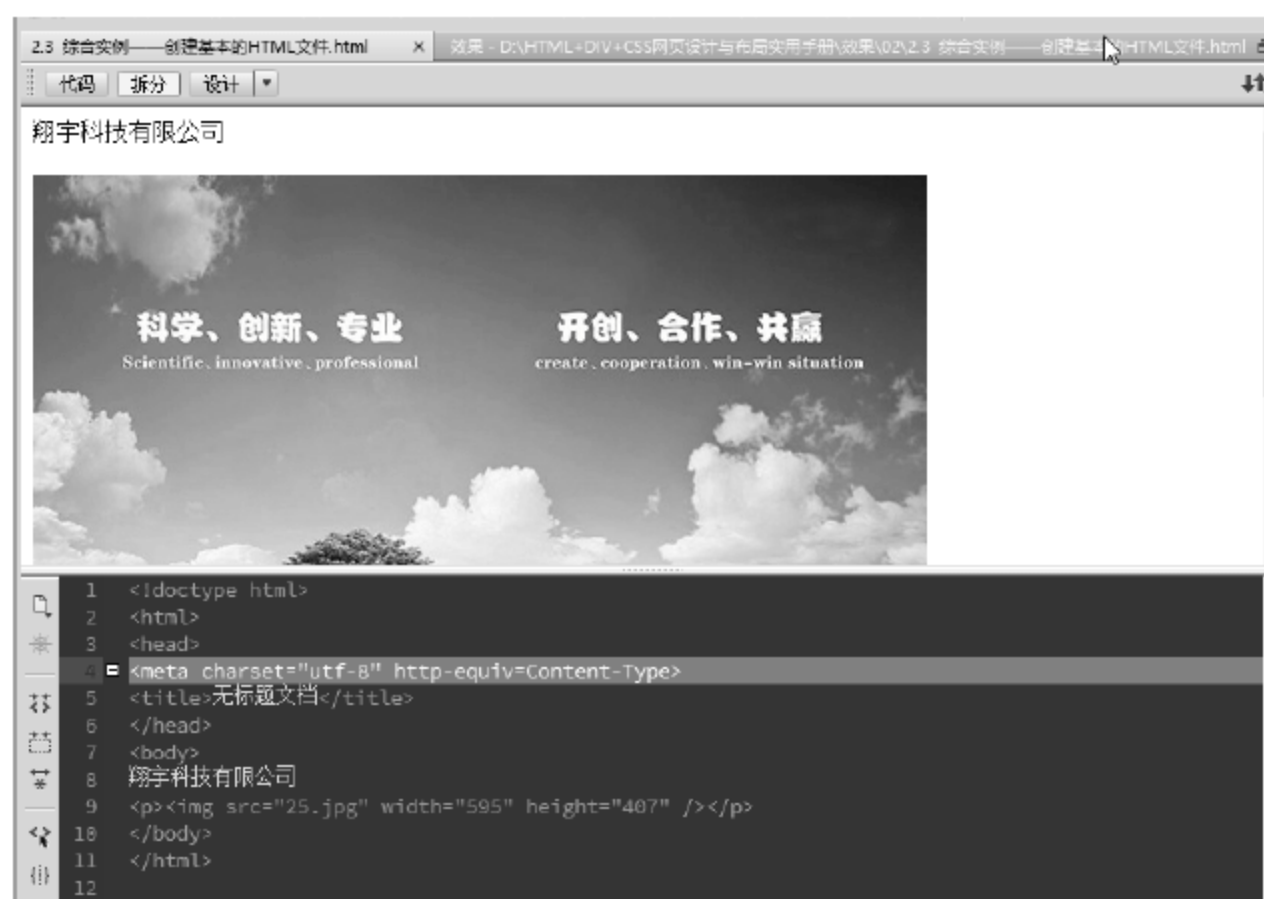 2.3 综合实例——创建基本的HTML文件.html × 效果 - D:\HTML+DIV+CSS网页设计与布局实用手册\效果\02\2.3 综合实例——创建基本的HTML文件.html
代码 拆分 设计
翔宇科技有限公司
科学、创新、专业 开创、合作、共赢
Scientific、innovative、professional create、cooperation、win-win situation
1 <!doctype html>
2 <html>
3 <head>
4 <meta charset="utf-8" http-equiv=Content-Type>
5 <title>无标题文档</title>
6 </head>
7 <body>
8 翔宇科技有限公司
9 <p><img src="25.jpg" width="595" height="407" /></p>
10 </body>
11 </html>
12